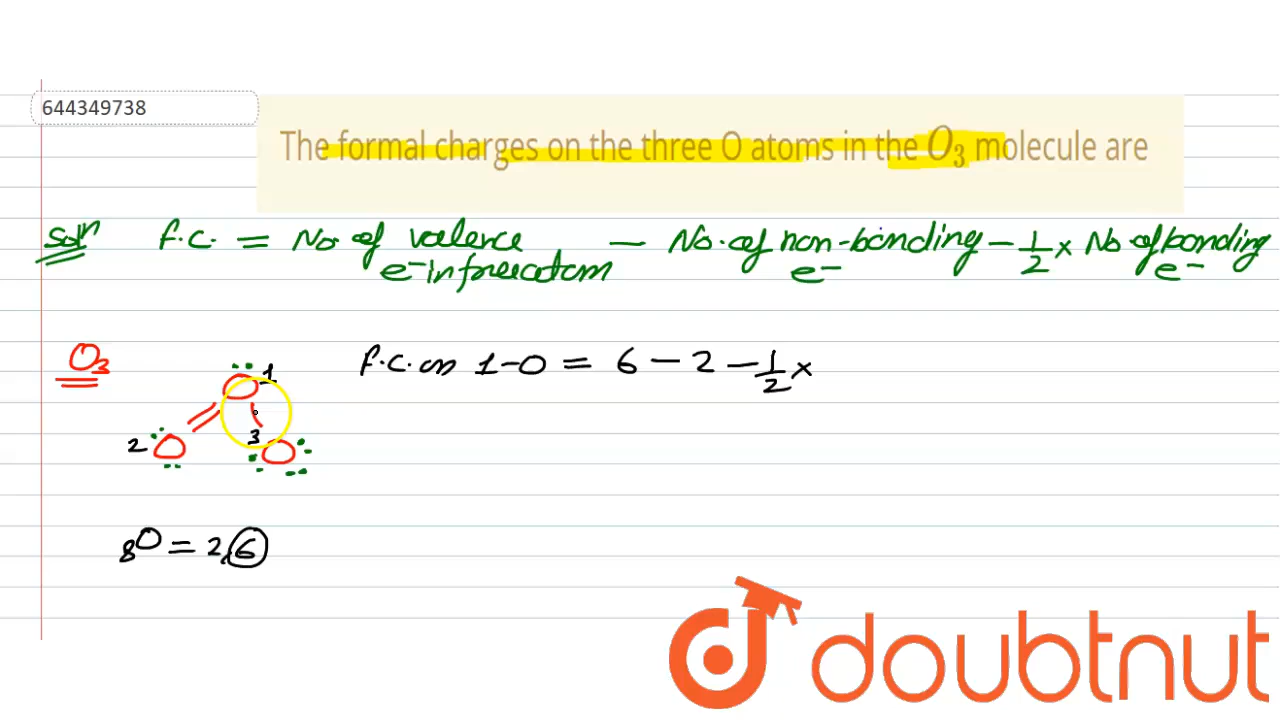 644349738
The formal charges on the three O atoms in the O₃ molecule are
Soln f.c. = No. of valence e⁻ in free atom − No. of non-bonding e⁻ − 1/2 × No of bonding e⁻
O₃
1
2 O = O − O 3
f.c. on 1-O = 6 − 2 − 1/2 ×
₈O = 2,6
doubtnut